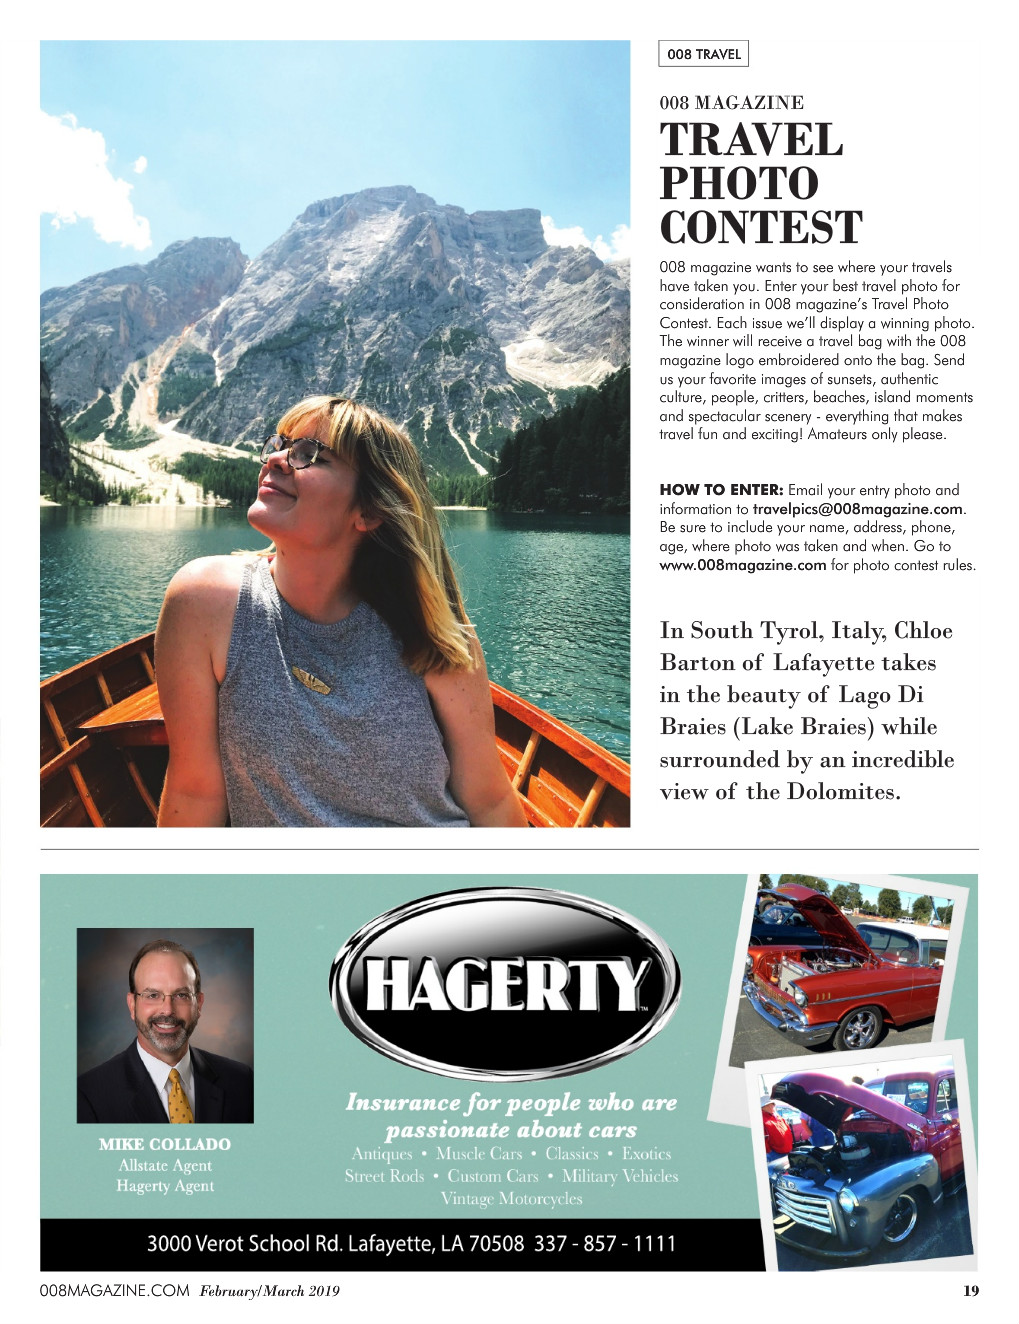 008 TRAVEL
008 MAGAZINE
TRAVEL
PHOTO
CONTEST
008 magazine wants to see where your travels
have taken you. Enter your best travel photo for
consideration in 008 magazine's Travel Photo
Contest. Each issue we'll display a winning photo.
The winner will receive a travel bag with the 008
magazine logo embroidered onto the bag. Send
us your favorite images of sunsets, authentic
culture, people, critters, beaches, island moments
and spectacular scenery - everything that makes
travel fun and exciting! Amateurs only please.
HOW TO ENTER: Email your entry photo and
information to travelpics@008magazine.com.
Be sure to include your name, address, phone,
age, where photo was taken and when. Go to
www.008magazine.com for photo contest rules.
In South Tyrol, Italy, Chloe
Barton of Lafayette takes
in the beauty of Lago Di
Braies (Lake Braies) while
surrounded by an incredible
view of the Dolomites.
MIKE COLLADO
Allstate Agent
Hagerty Agent
HAGERTY™
Insurance for people who are
passionate about cars
Antiques • Muscle Cars • Classics • Exotics
Street Rods • Custom Cars • Military Vehicles
Vintage Motorcycles
3000 Verot School Rd. Lafayette, LA 70508 337 - 857 - 1111
008MAGAZINE.COM February/March 2019
19